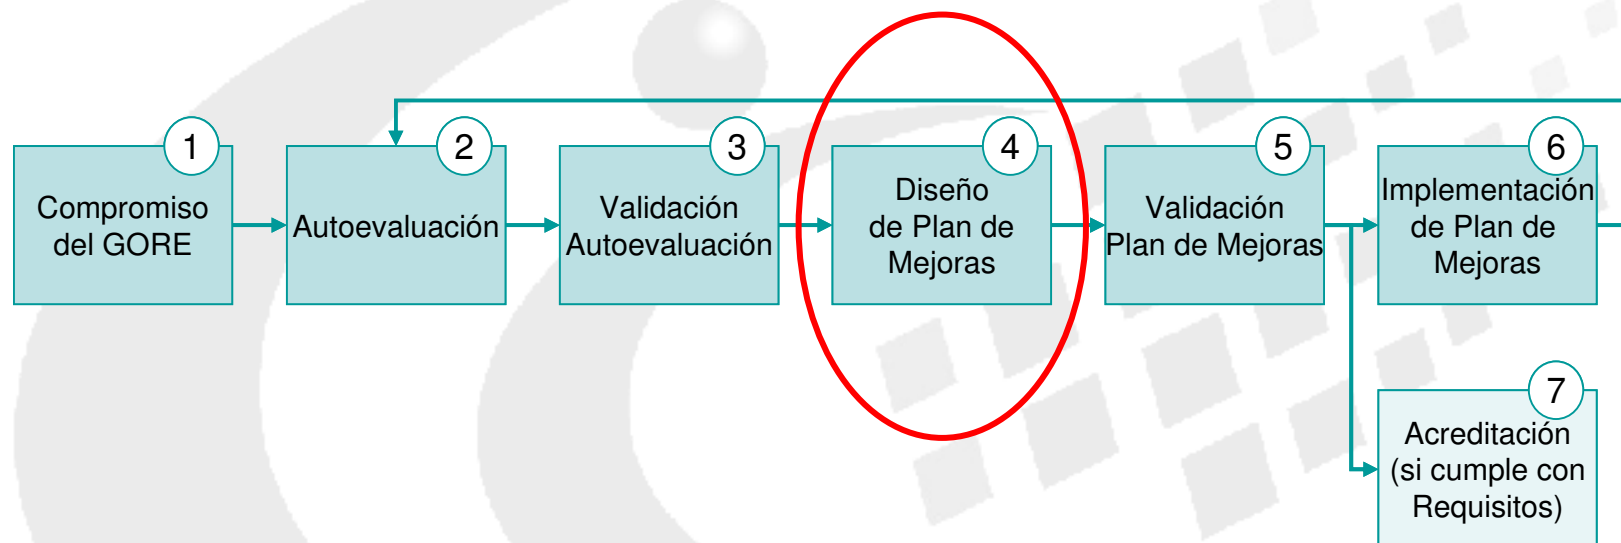 1
Compromiso
del GORE
2
Autoevaluación
3
Validación
Autoevaluación
4
Diseño
de Plan de
Mejoras
5
Validación
Plan de Mejoras
6
Implementación
de Plan de
Mejoras
7
Acreditación
(si cumple con
Requisitos)